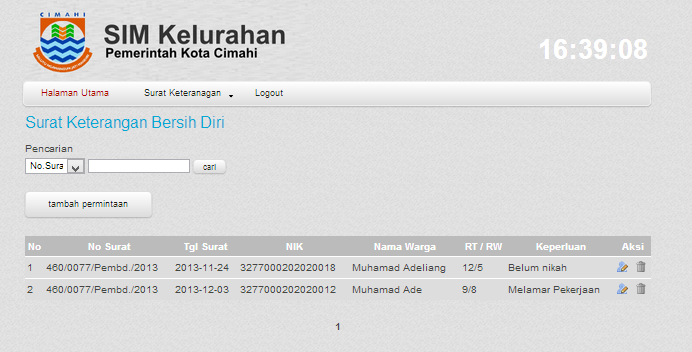 CIMAHI
SIM Kelurahan
Pemerintah Kota Cimahi
16:39:08
Halaman Utama Surat Keteranagan Logout
Surat Keterangan Bersih Diri
Pencarian
No.Sura cari
tambah permintaan
No No Surat Tgl Surat NIK Nama Warga RT / RW Keperluan Aksi
1 460/0077/Pembd./2013 2013-11-24 3277000202020018 Muhamad Adeliang 12/5 Belum nikah
2 460/0077/Pembd./2013 2013-12-03 3277000202020012 Muhamad Ade 9/8 Melamar Pekerjaan
1